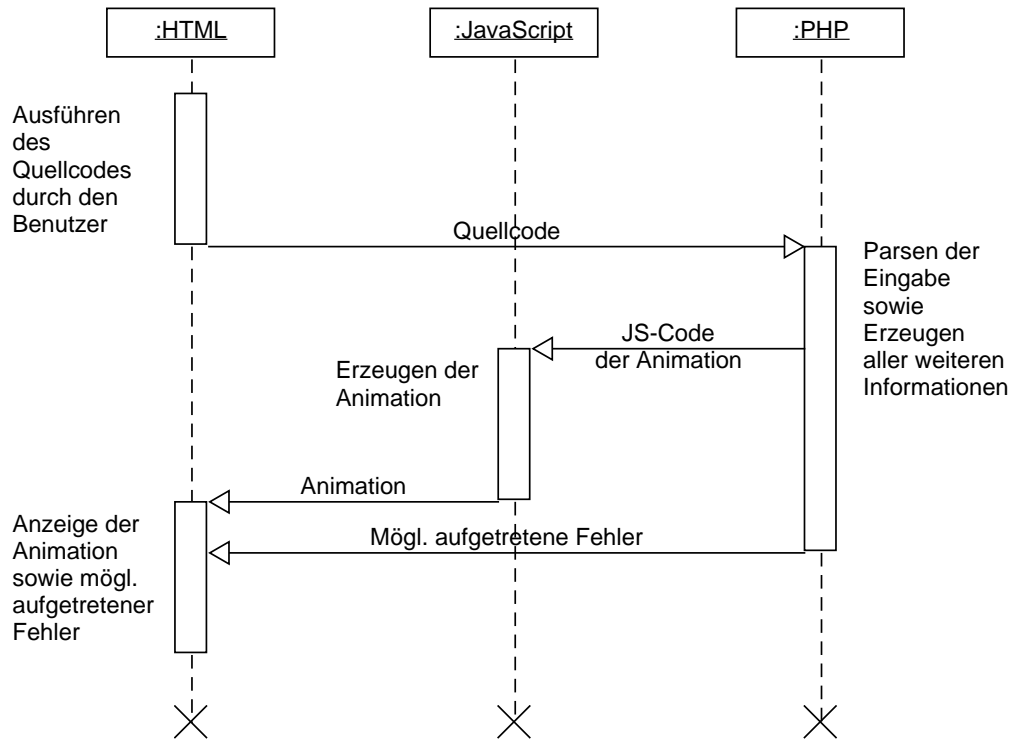 :HTML
:JavaScript
:PHP
Ausführen
des
Quellcodes
durch den
Benutzer
Quellcode
Parsen der
Eingabe
sowie
Erzeugen
aller weiteren
Informationen
JS-Code
der Animation
Erzeugen der
Animation
Animation
Mögl. aufgetretene Fehler
Anzeige der
Animation
sowie mögl.
aufgetretener
Fehler